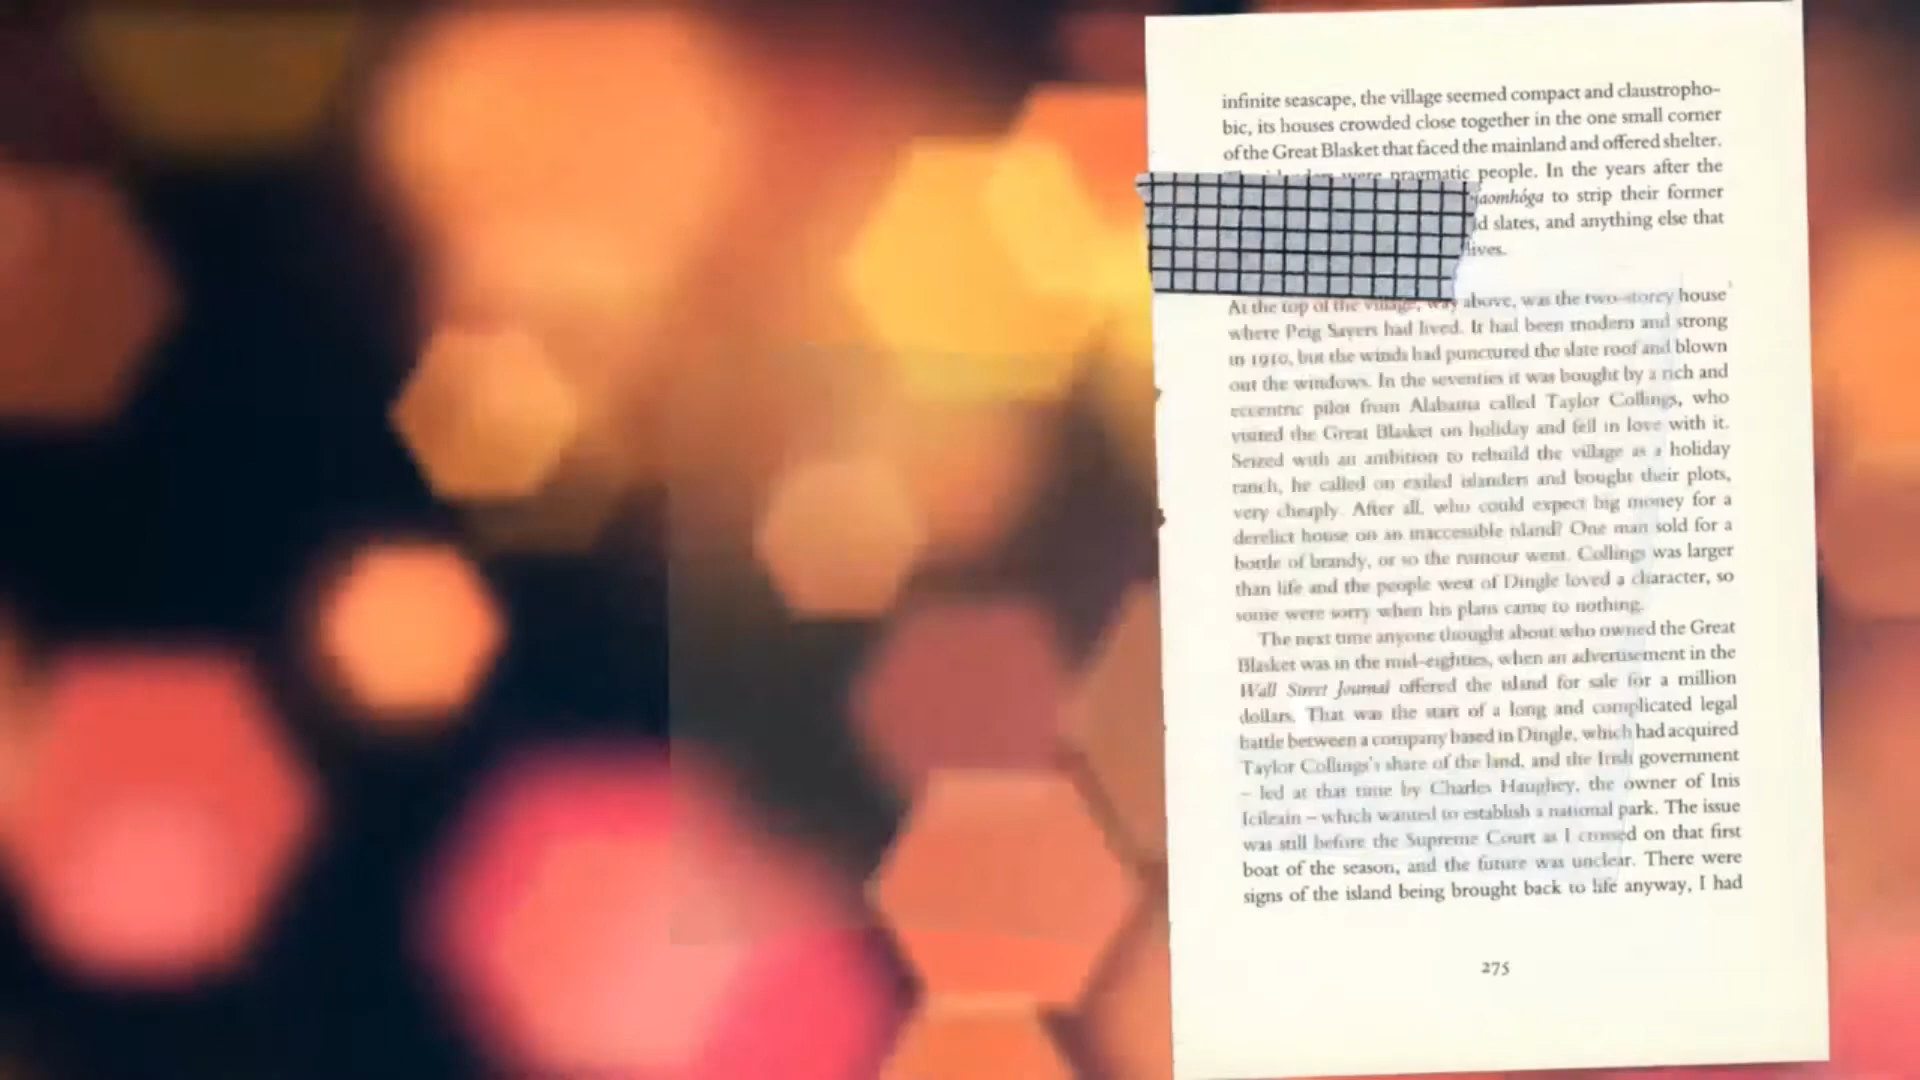 infinite seascape, the village seemed compact and claustropho-
bic, its houses crowded close together in the one small corner
of the Great Blasket that faced the mainland and offered shelter.
were pragmatic people. In the years after the
to strip their former
slates, and anything else that
lives.
At the top of the village, way above, was the two-storey house
where Peig Sayers had lived. It had been modern and strong
in 1910, but the winds had punctured the slate roof and blown
out the windows. In the seventies it was bought by a rich and
eccentric pilot from Alabama called Taylor Collings, who
visited the Great Blasket on holiday and fell in love with it.
Seized with an ambition to rebuild the village as a holiday
ranch, he called on exiled islanders and bought their plots,
very cheaply. After all, who could expect big money for a
derelict house on an inaccessible island? One man sold for a
bottle of brandy, or so the rumour went. Collings was larger
than life and the people west of Dingle loved a character, so
some were sorry when his plans came to nothing.
The next time anyone thought about who owned the Great
Blasket was in the mid-eighties, when an advertisement in the
Wall Street Journal offered the island for sale for a million
dollars. That was the start of a long and complicated legal
battle between a company based in Dingle, which had acquired
Taylor Collings's share of the land, and the Irish government
– led at that time by Charles Haughey, the owner of Inis
Icileain – which wanted to establish a national park. The issue
was still before the Supreme Court as I crossed on that first
boat of the season, and the future was unclear. There were
signs of the island being brought back to life anyway, I had
275